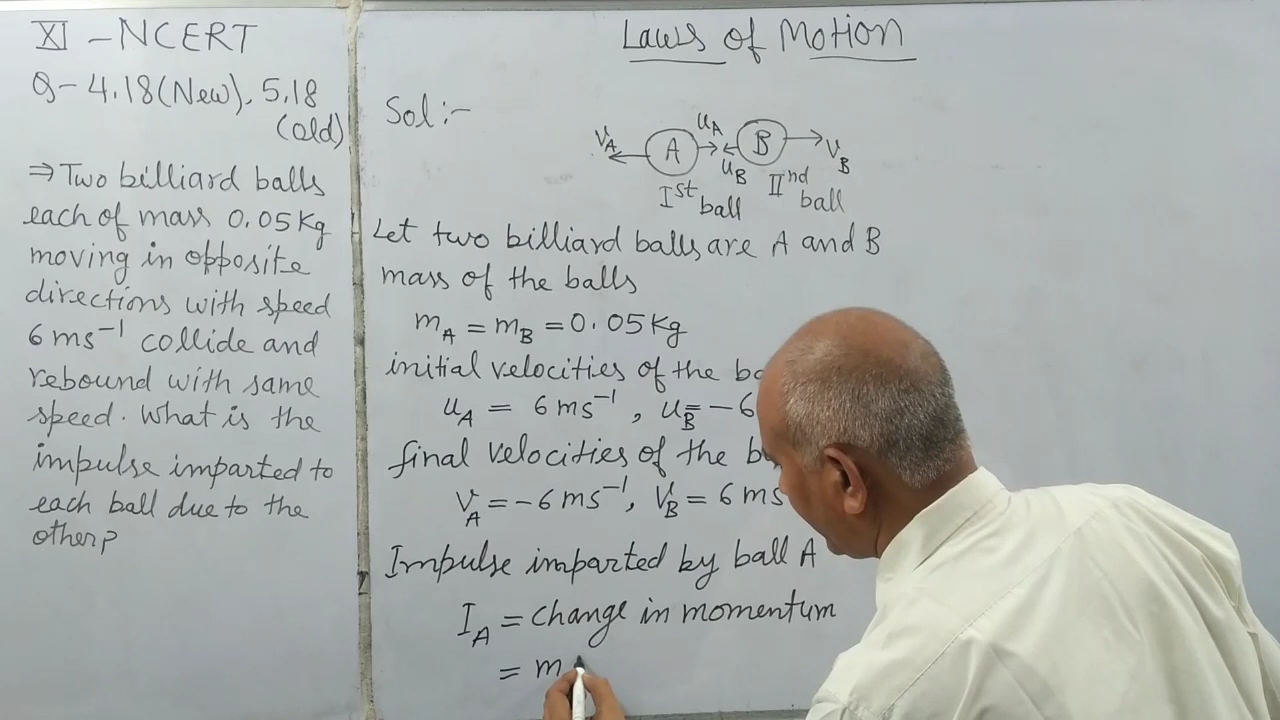 XI - NCERT
Q- 4.18(New), 5.18
(old)
⇒ Two billiard balls
each of mass 0.05 Kg
moving in opposite
directions with speed
6 ms⁻¹ collide and
rebound with same
speed. What is the
impulse imparted to
each ball due to the
other?
Laws of Motion
Sol:-
V_A A u_A u_B B V_B
Ist ball IInd ball
Let two billiard balls are A and B
mass of the balls
m_A = m_B = 0.05 Kg
initial velocities of the
u_A = 6 ms⁻¹, u_B = -6
final velocities of the
V_A = -6 ms⁻¹, V_B = 6 ms
Impulse imparted by ball A
I_A = change in momentum
= m